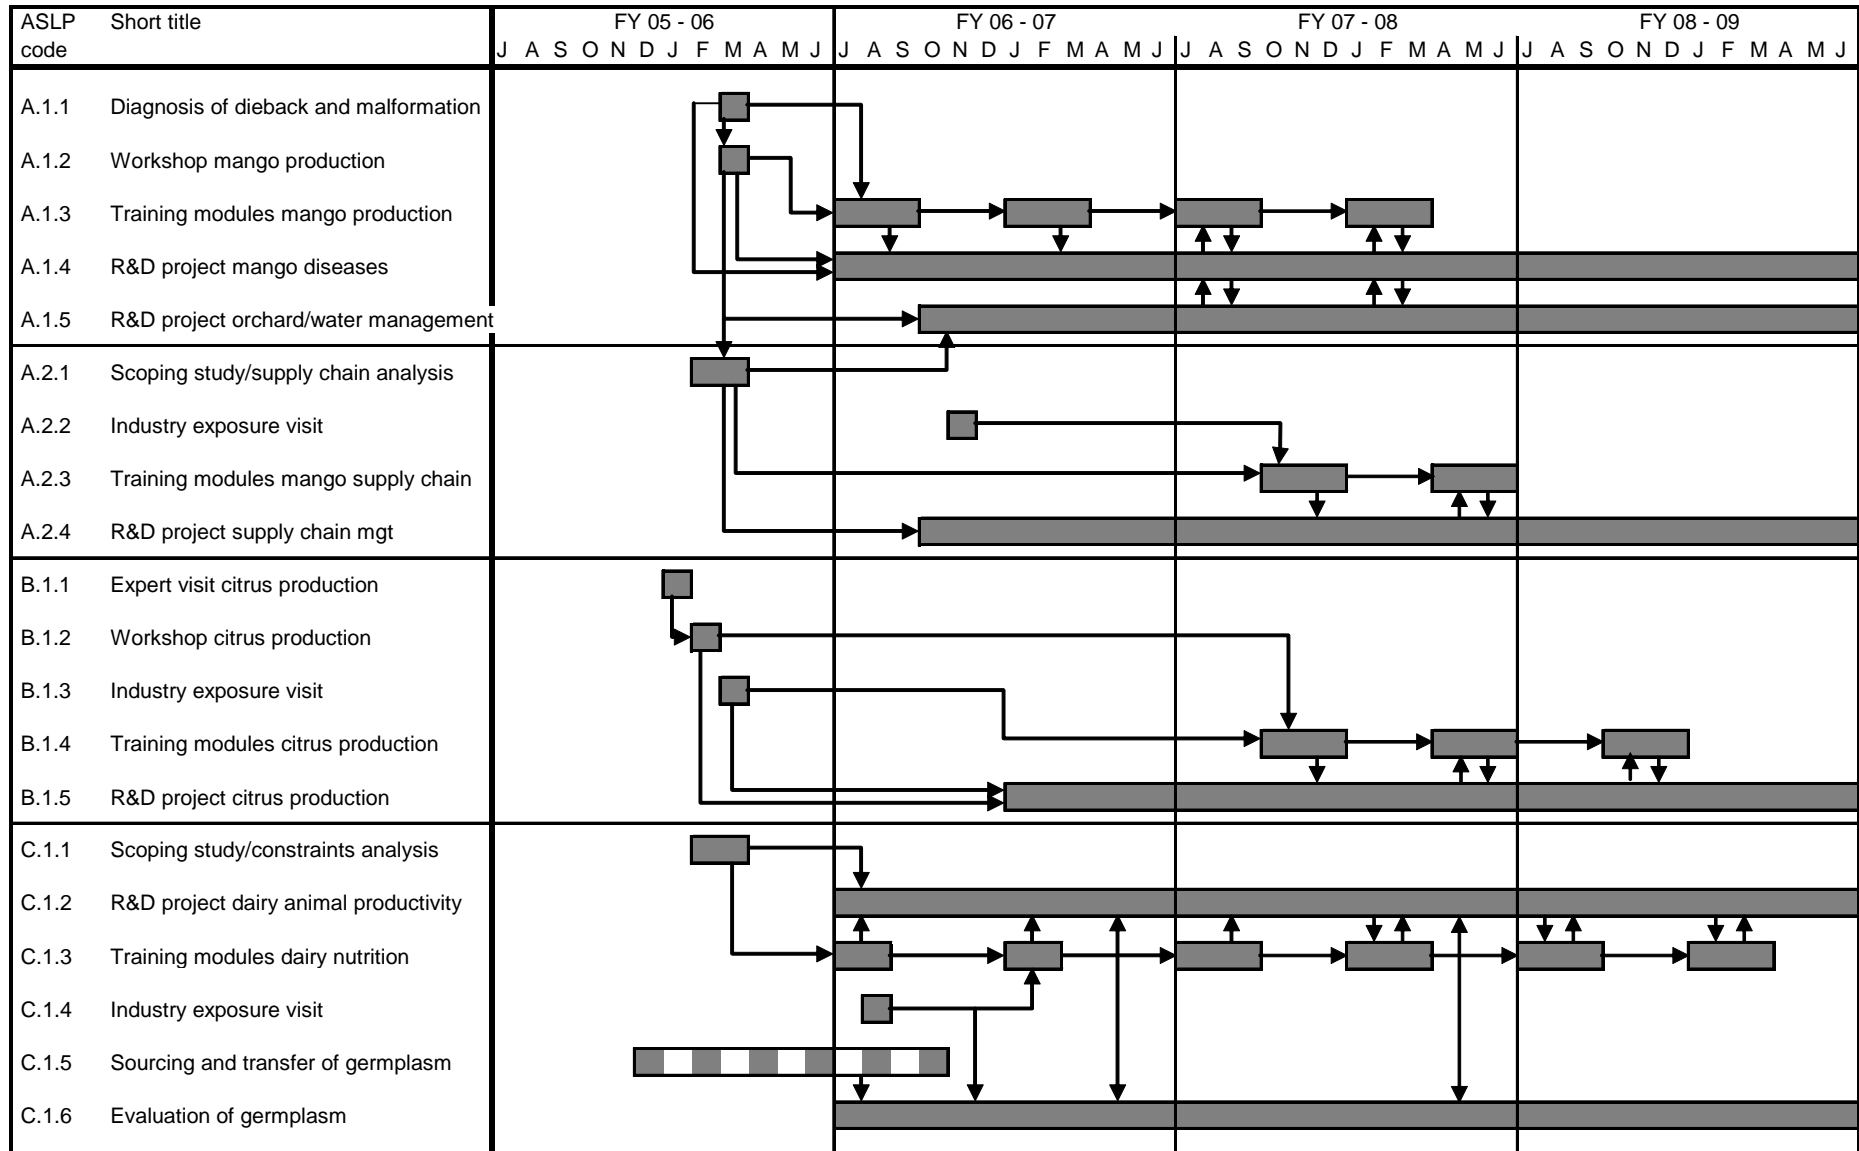 ASLP Short title FY 05 - 06 FY 06 - 07 FY 07 - 08 FY 08 - 09
code J A S O N D J F M A M J J A S O N D J F M A M J J A S O N D J F M A M J J A S O N D J F M A M J
A.1.1 Diagnosis of dieback and malformation
A.1.2 Workshop mango production
A.1.3 Training modules mango production
A.1.4 R&D project mango diseases
A.1.5 R&D project orchard/water management
A.2.1 Scoping study/supply chain analysis
A.2.2 Industry exposure visit
A.2.3 Training modules mango supply chain
A.2.4 R&D project supply chain mgt
B.1.1 Expert visit citrus production
B.1.2 Workshop citrus production
B.1.3 Industry exposure visit
B.1.4 Training modules citrus production
B.1.5 R&D project citrus production
C.1.1 Scoping study/constraints analysis
C.1.2 R&D project dairy animal productivity
C.1.3 Training modules dairy nutrition
C.1.4 Industry exposure visit
C.1.5 Sourcing and transfer of germplasm
C.1.6 Evaluation of germplasm